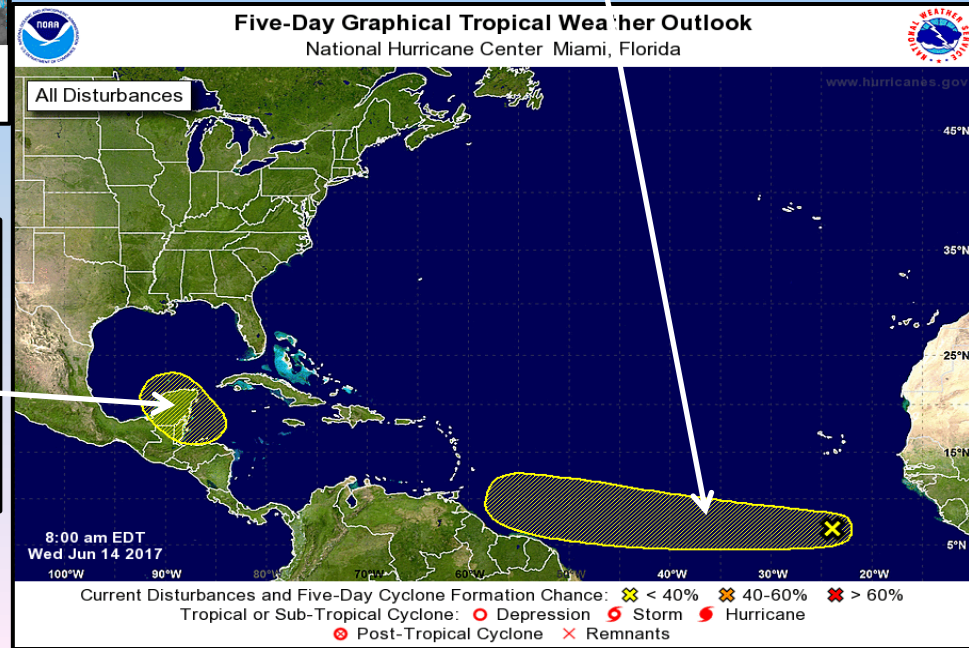 Five-Day Graphical Tropical Weather Outlook
National Hurricane Center Miami, Florida
NOAA
NATIONAL WEATHER SERVICE
All Disturbances
www.hurricanes.gov
45°N
35°N
25°N
15°N
5°N
8:00 am EDT
Wed Jun 14 2017
100°W 90°W 80°W 70°W 60°W 50°W 40°W 30°W 20°W
Current Disturbances and Five-Day Cyclone Formation Chance: < 40% 40-60% > 60%
Tropical or Sub-Tropical Cyclone: Depression Storm Hurricane
Post-Tropical Cyclone Remnants